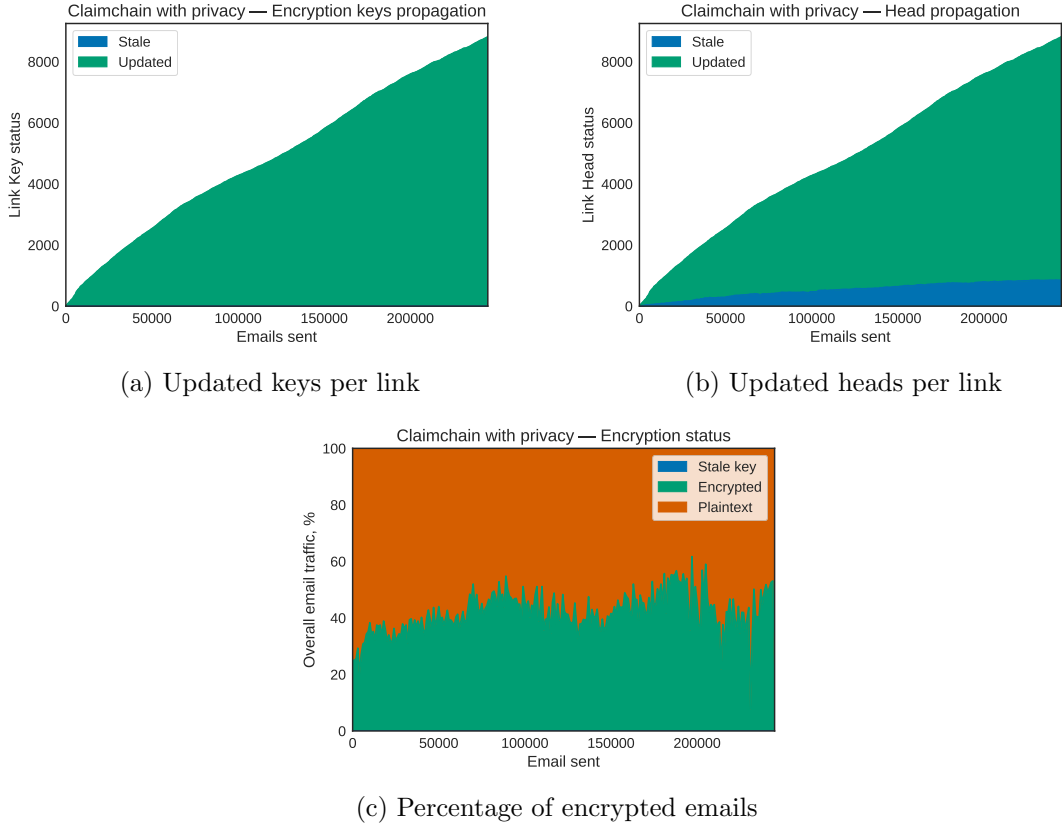 Claimchain with privacy — Encryption keys propagation
Stale
Updated
Link Key status
8000
6000
4000
2000
0
0 50000 100000 150000 200000
Emails sent
(a) Updated keys per link
Claimchain with privacy — Head propagation
Stale
Updated
Link Head status
8000
6000
4000
2000
0
0 50000 100000 150000 200000
Emails sent
(b) Updated heads per link
Claimchain with privacy — Encryption status
Stale key
Encrypted
Plaintext
Overall email traffic, %
100
80
60
40
20
0
0 50000 100000 150000 200000
Email sent
(c) Percentage of encrypted emails